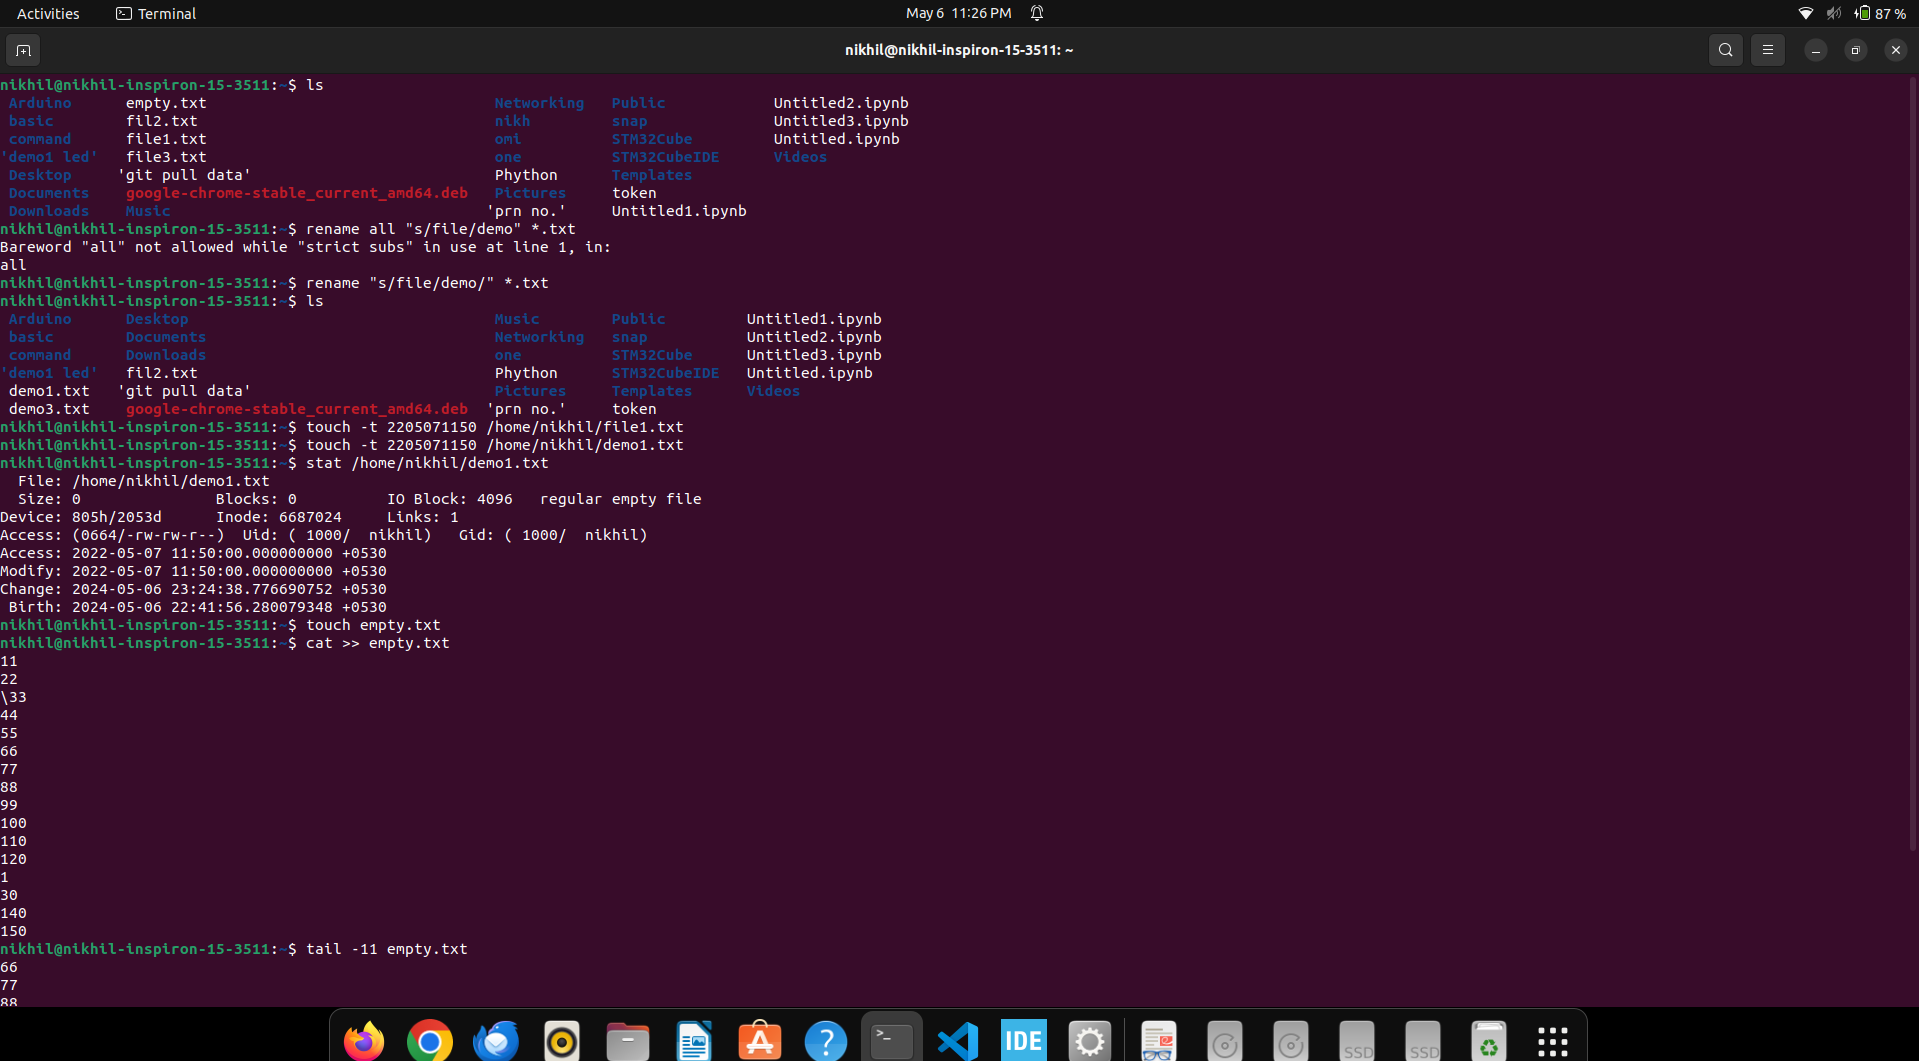 Activities Terminal May 6 11:26 PM 87 %
nikhil@nikhil-inspiron-15-3511: ~
nikhil@nikhil-inspiron-15-3511:~$ ls
Arduino empty.txt Networking Public Untitled2.ipynb
basic fil2.txt nikh snap Untitled3.ipynb
command file1.txt omi STM32Cube Untitled.ipynb
'demo1 led' file3.txt one STM32CubeIDE Videos
Desktop 'git pull data' Phython Templates
Documents google-chrome-stable_current_amd64.deb Pictures token
Downloads Music 'prn no.' Untitled1.ipynb
nikhil@nikhil-inspiron-15-3511:~$ rename all "s/file/demo" *.txt
Bareword "all" not allowed while "strict subs" in use at line 1, in:
all
nikhil@nikhil-inspiron-15-3511:~$ rename "s/file/demo/" *.txt
nikhil@nikhil-inspiron-15-3511:~$ ls
Arduino Desktop Music Public Untitled1.ipynb
basic Documents Networking snap Untitled2.ipynb
command Downloads one STM32Cube Untitled3.ipynb
'demo1 led' fil2.txt Phython STM32CubeIDE Untitled.ipynb
demo1.txt 'git pull data' Pictures Templates Videos
demo3.txt google-chrome-stable_current_amd64.deb 'prn no.' token
nikhil@nikhil-inspiron-15-3511:~$ touch -t 2205071150 /home/nikhil/file1.txt
nikhil@nikhil-inspiron-15-3511:~$ touch -t 2205071150 /home/nikhil/demo1.txt
nikhil@nikhil-inspiron-15-3511:~$ stat /home/nikhil/demo1.txt
File: /home/nikhil/demo1.txt
Size: 0 Blocks: 0 IO Block: 4096 regular empty file
Device: 805h/2053d Inode: 6687024 Links: 1
Access: (0664/-rw-rw-r--) Uid: ( 1000/ nikhil) Gid: ( 1000/ nikhil)
Access: 2022-05-07 11:50:00.000000000 +0530
Modify: 2022-05-07 11:50:00.000000000 +0530
Change: 2024-05-06 23:24:38.776690752 +0530
Birth: 2024-05-06 22:41:56.280079348 +0530
nikhil@nikhil-inspiron-15-3511:~$ touch empty.txt
nikhil@nikhil-inspiron-15-3511:~$ cat >> empty.txt
11
22
\33
44
55
66
77
88
99
100
110
120
1
30
140
150
nikhil@nikhil-inspiron-15-3511:~$ tail -11 empty.txt
66
77
88
IDE SSD SSD